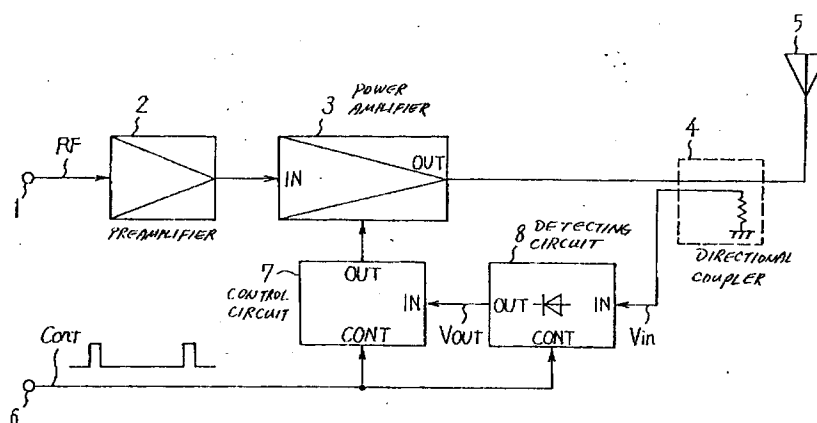 5
2
3
POWER
AMPLIFIER
4
RF
IN
OUT
1
PREAMPLIFIER
8
DETECTING
CIRCUIT
DIRECTIONAL
COUPLER
7
OUT
CONTROL
CIRCUIT
IN
OUT
IN
CONT
VOUT
CONT
Vin
Cont
6